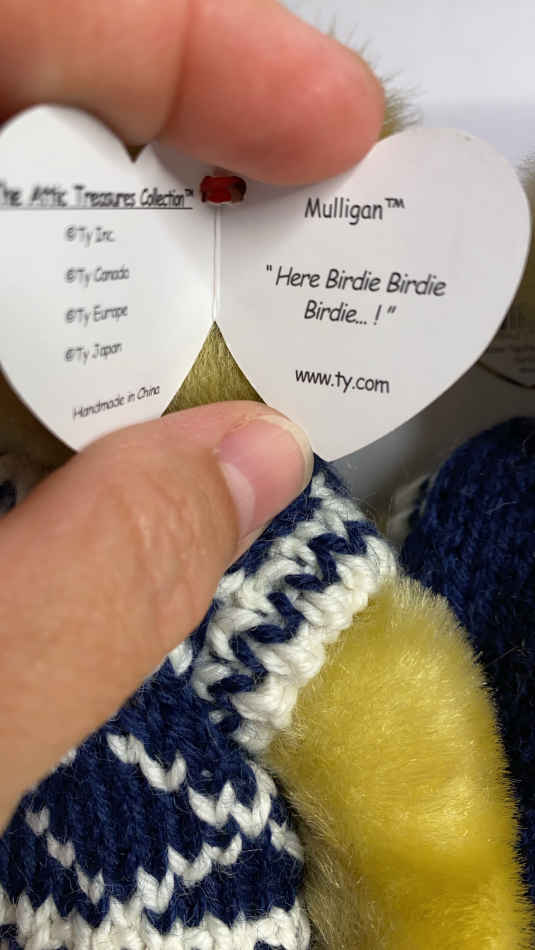 The Attic Treasures Collection™
©Ty Inc.
©Ty Canada
©Ty Europe
©Ty Japan
Handmade in China
Mulligan™
"Here Birdie Birdie
Birdie... ! "
www.ty.com